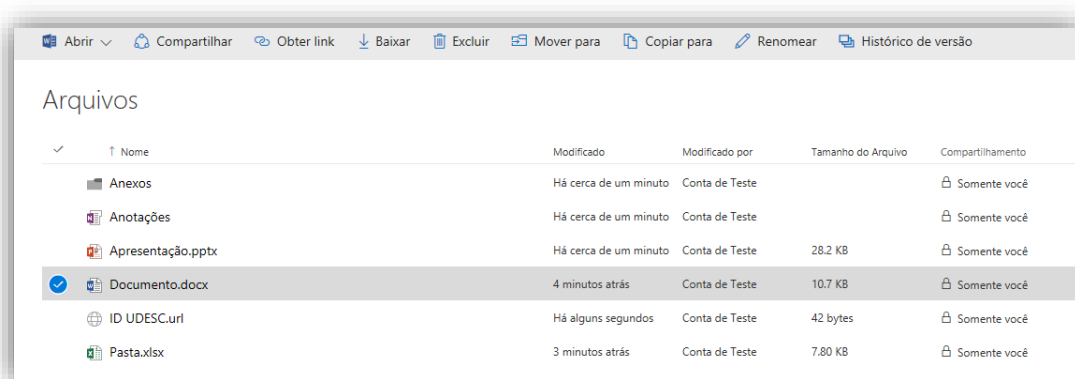 Abrir Compartilhar Obter link Baixar Excluir Mover para Copiar para Renomear Histórico de versão
Arquivos
Nome Modificado Modificado por Tamanho do Arquivo Compartilhamento
Anexos Há cerca de um minuto Conta de Teste Somente você
Anotações Há cerca de um minuto Conta de Teste Somente você
Apresentação.pptx Há cerca de um minuto Conta de Teste 28.2 KB Somente você
Documento.docx 4 minutos atrás Conta de Teste 10.7 KB Somente você
ID UDESC.url Há alguns segundos Conta de Teste 42 bytes Somente você
Pasta.xlsx 3 minutos atrás Conta de Teste 7.80 KB Somente você